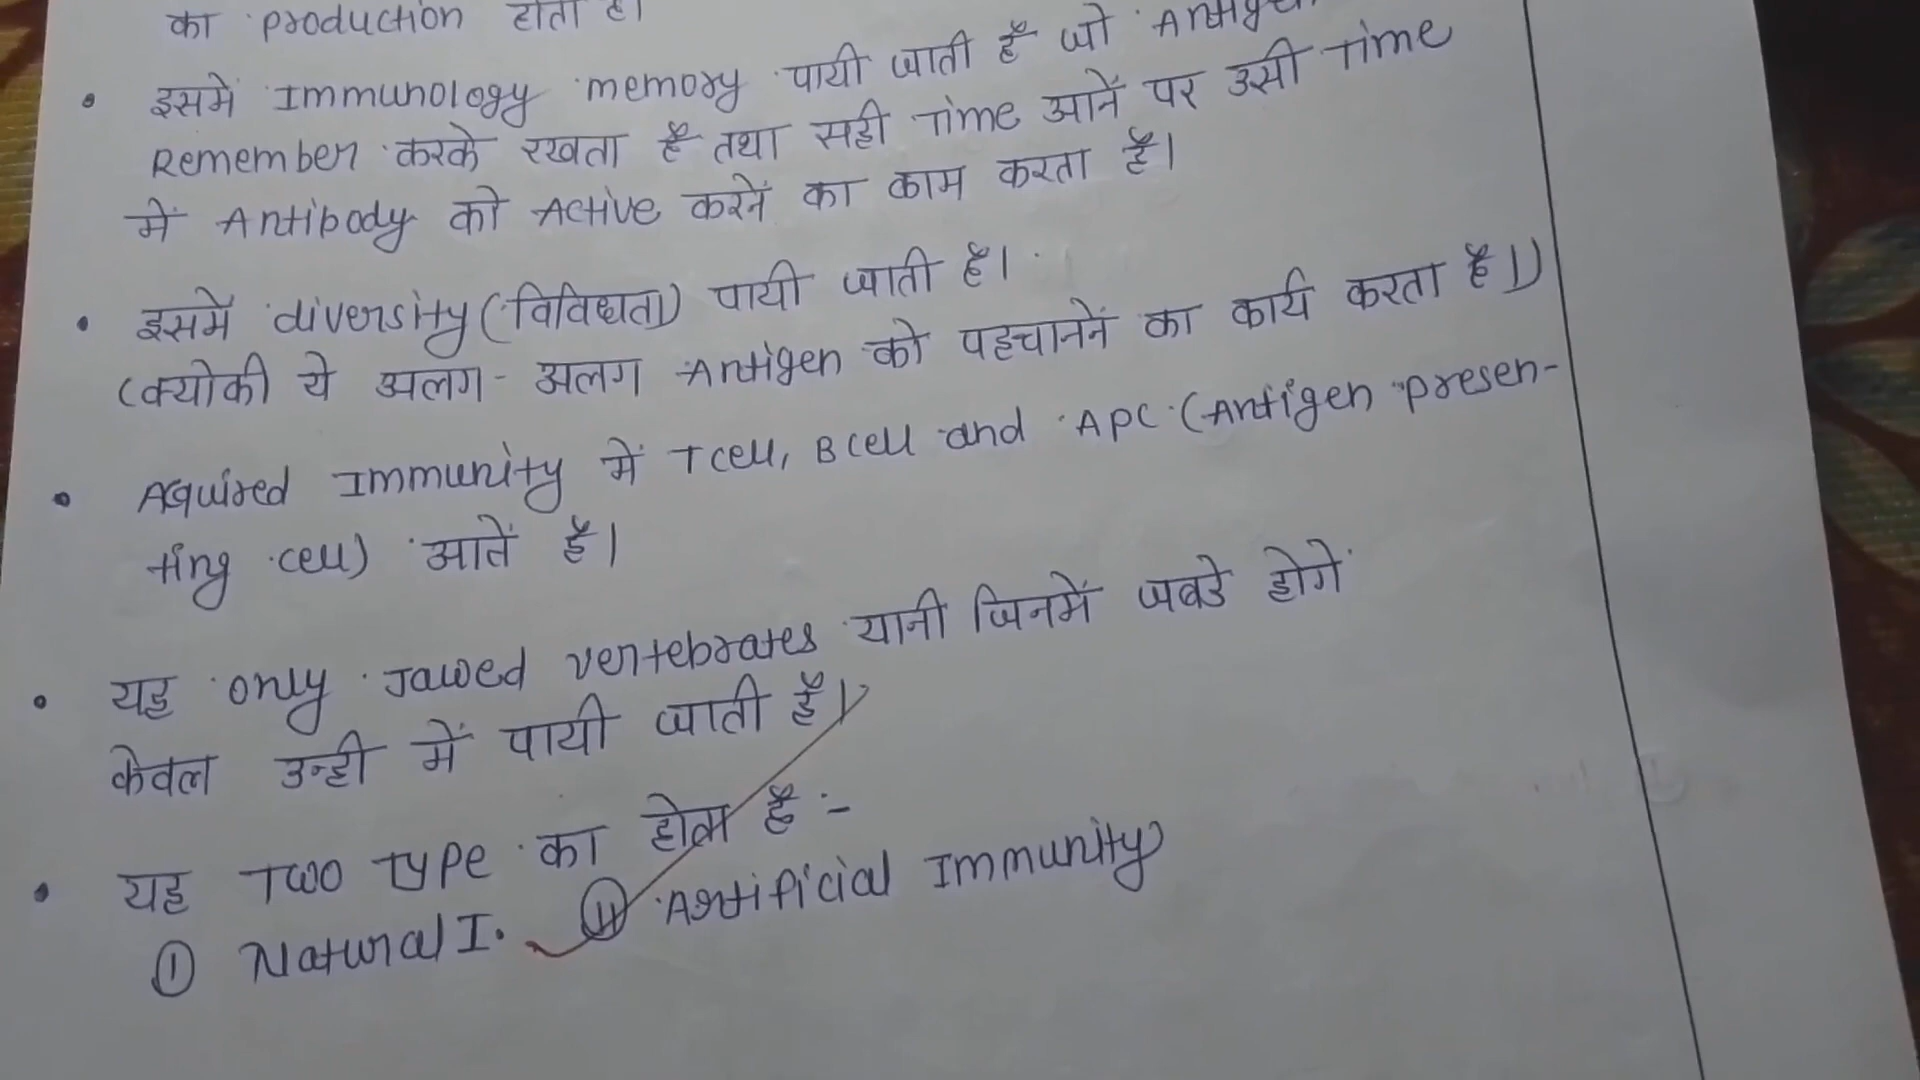 का production होता है।
• इसमें Immunology memory पायी जाती हैं जो Antigen
Remember करके रखता हैं तथा सही Time आनें पर उसी Time
में Antibody को Active करनें का काम करता हैं।
• इसमें diversity (विविधता) पायी जाती हैं।
(क्योकी ये अलग-अलग Antigen को पहचाननें का कार्य करता हैं।)
• Aquired Immunity में T cell, B cell and APC (Antigen presen-
ting cell) आतें हैं।
• यह only Jawed vertebrates यानी जिनमें जबडे होगें
केवल उन्ही में पायी जाती हैं।
• यह Two Type का होता हैं :-
① Natural I. ② Artificial Immunity